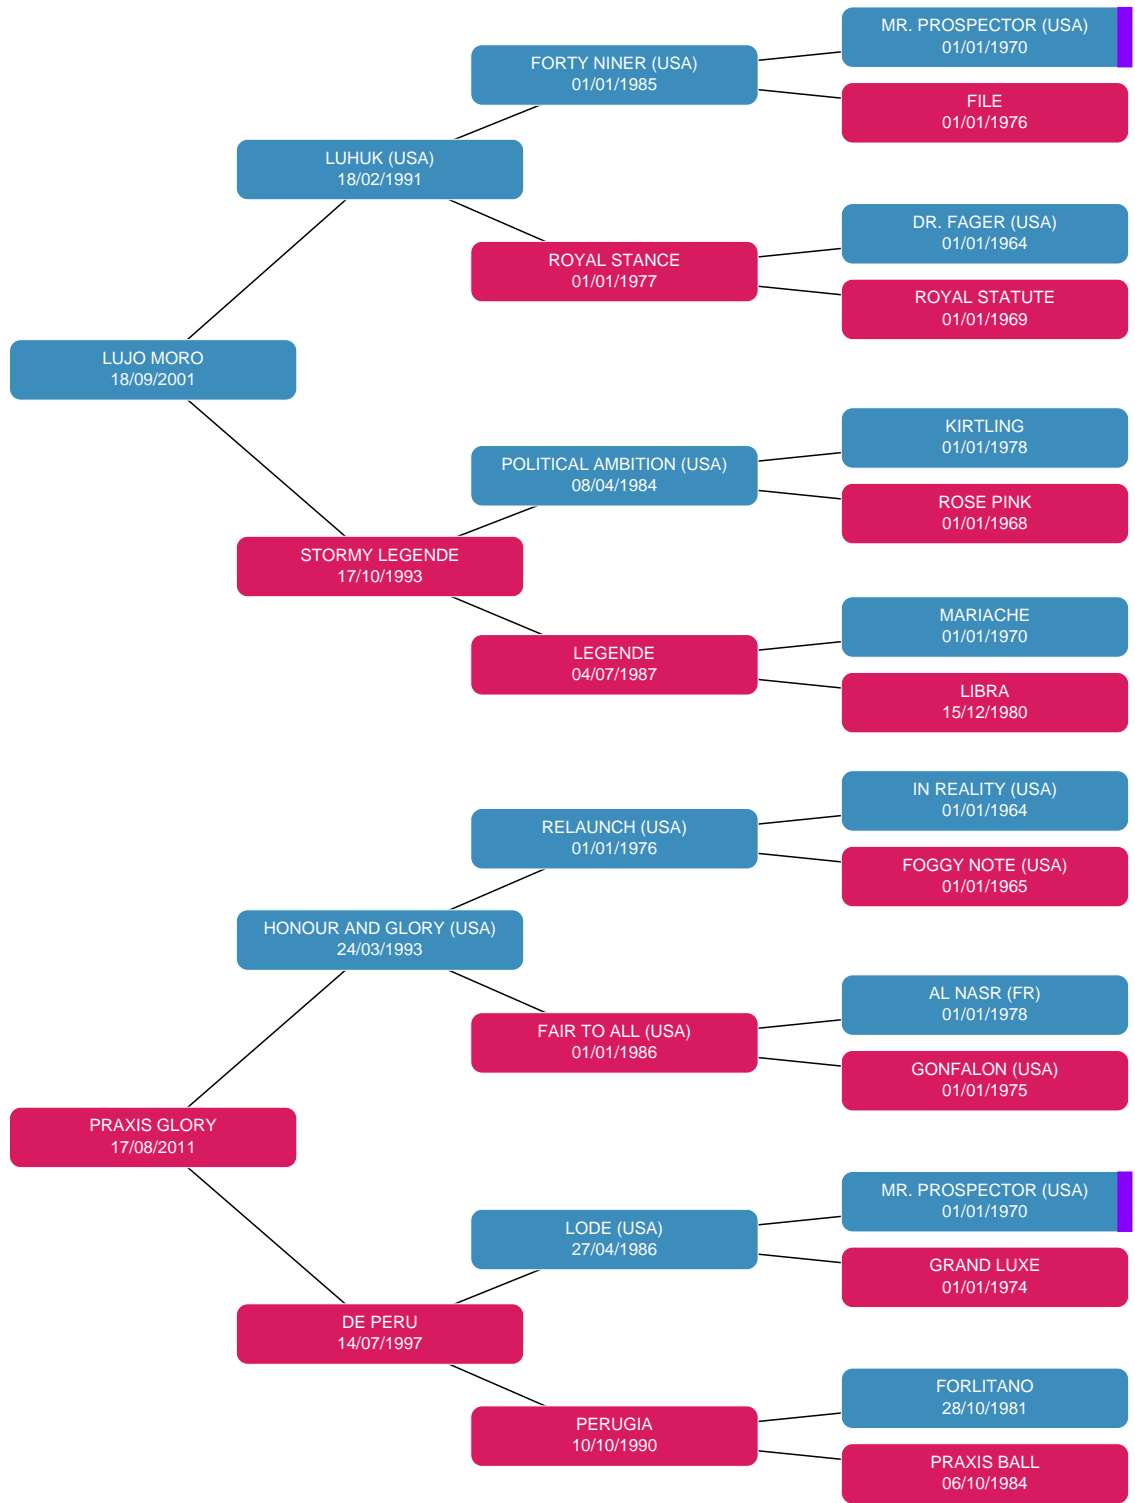 MR. PROSPECTOR (USA)
01/01/1970
FORTY NINER (USA)
01/01/1985
FILE
01/01/1976
LUHUK (USA)
18/02/1991
DR. FAGER (USA)
01/01/1964
ROYAL STANCE
01/01/1977
ROYAL STATUTE
01/01/1969
LUJO MORO
18/09/2001
KIRTLING
01/01/1978
POLITICAL AMBITION (USA)
08/04/1984
ROSE PINK
01/01/1968
STORMY LEGENDE
17/10/1993
MARIACHE
01/01/1970
LEGENDE
04/07/1987
LIBRA
15/12/1980
IN REALITY (USA)
01/01/1964
RELAUNCH (USA)
01/01/1976
FOGGY NOTE (USA)
01/01/1965
HONOUR AND GLORY (USA)
24/03/1993
AL NASR (FR)
01/01/1978
FAIR TO ALL (USA)
01/01/1986
GONFALON (USA)
01/01/1975
PRAXIS GLORY
17/08/2011
MR. PROSPECTOR (USA)
01/01/1970
LODE (USA)
27/04/1986
GRAND LUXE
01/01/1974
DE PERU
14/07/1997
FORLITANO
28/10/1981
PERUGIA
10/10/1990
PRAXIS BALL
06/10/1984